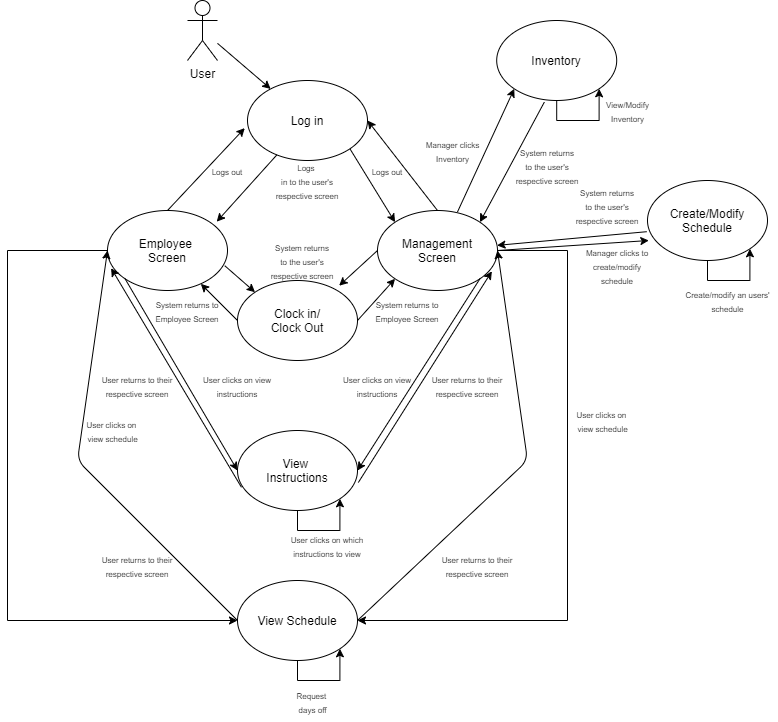 User
Log in
Inventory
View/Modify
Inventory
Manager clicks
Inventory
System returns
to the user's
respective screen
Logs out
Logs
in to the user's
respective screen
Logs out
System returns
to the user's
respective screen
Create/Modify
Schedule
Employee
Screen
Management
Screen
System returns
to the user's
respective screen
Manager clicks to
create/modify
schedule
Create/modify an users'
schedule
System returns to
Employee Screen
Clock in/
Clock Out
System returns to
Employee Screen
User returns to their
respective screen
User clicks on view
instructions
User clicks on view
instructions
User returns to their
respective screen
User clicks on
view schedule
User clicks on
view schedule
View
Instructions
User clicks on which
instructions to view
User returns to their
respective screen
User returns to their
respective screen
View Schedule
Request
days off